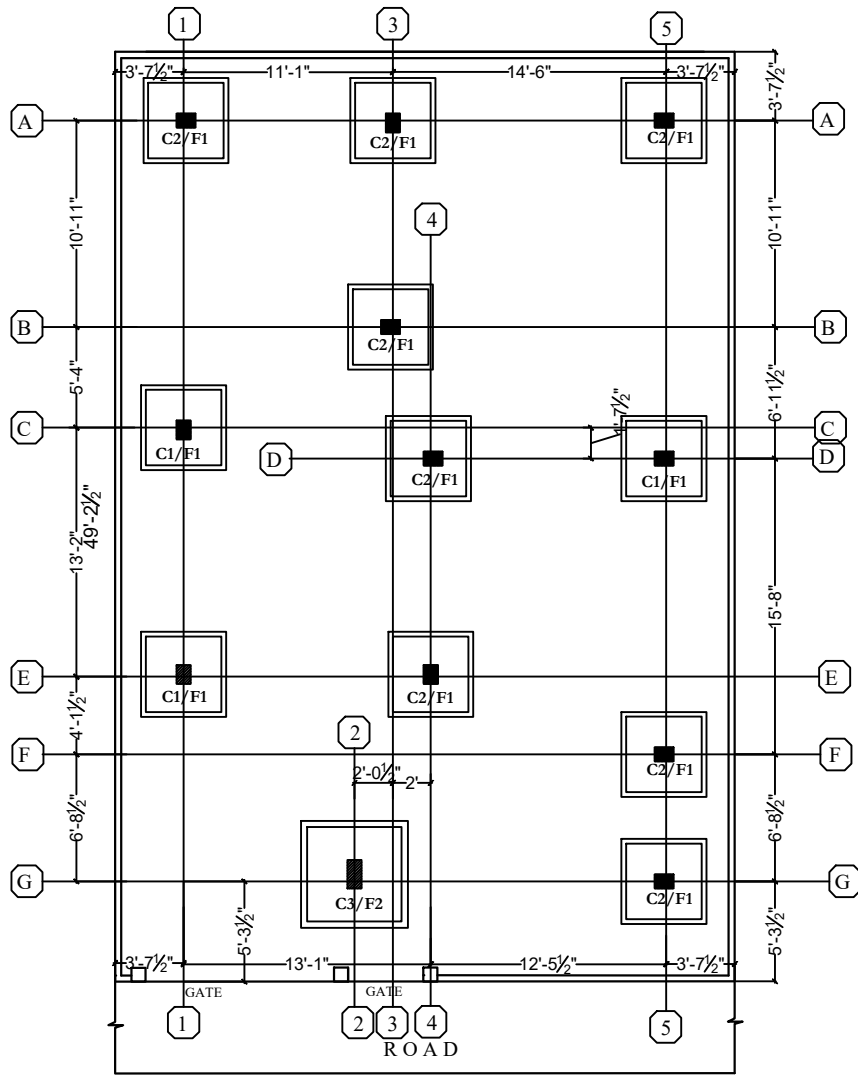 1
3
5
3'-7½"
11'-1"
14'-6"
3'-7½"
3'-7½"
A
C2/F1
C2/F1
C2/F1
A
10'-11"
10'-11"
4
B
C2/F1
B
5'-4"
6'-11½"
1'-7½"
C
C1/F1
C
D
C2/F1
C1/F1
D
13'-2"
49'-2½"
15'-8"
E
C1/F1
C2/F1
E
4'-1½"
2
F
C2/F1
F
2'-0½"
2'
6'-8½"
6'-8½"
G
C3/F2
C2/F1
G
5'-3½"
5'-3½"
3'-7½"
13'-1"
12'-5½"
3'-7½"
GATE
GATE
1
2
3
4
5
ROAD